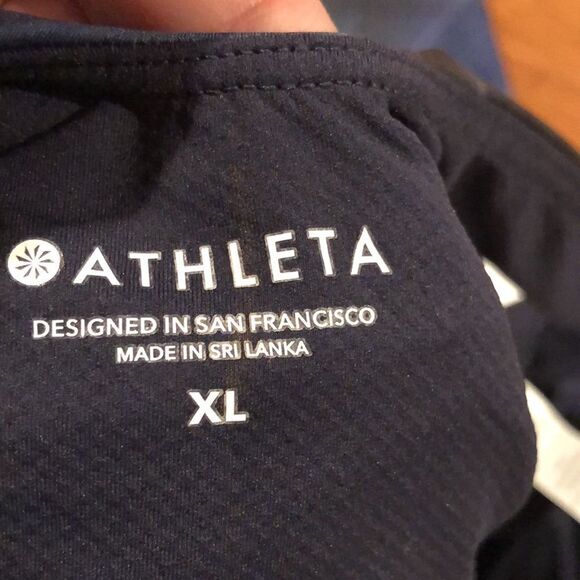 ATHLETA
DESIGNED IN SAN FRANCISCO
MADE IN SRI LANKA
XL